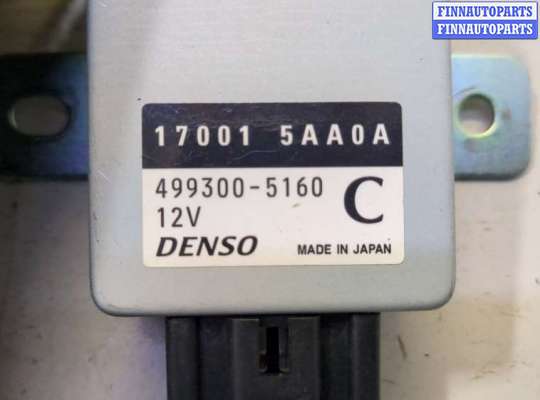 FINNAUTOPARTS
FINNAUTOPARTS
17001 5AA0A
499300-5160
12V
C
DENSO
MADE IN JAPAN